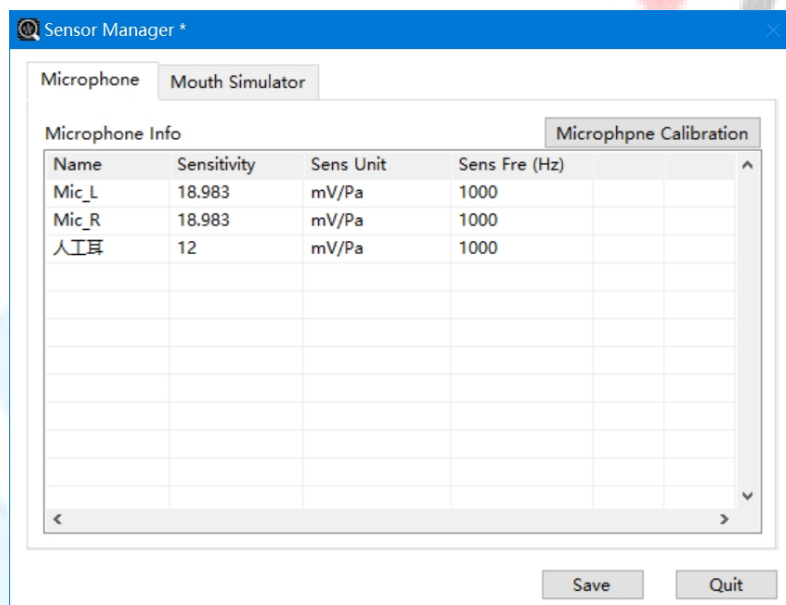 Sensor Manager *
Microphone Mouth Simulator
Microphone Info Microphpne Calibration
Name Sensitivity Sens Unit Sens Fre (Hz)
Mic_L 18.983 mV/Pa 1000
Mic_R 18.983 mV/Pa 1000
人工耳 12 mV/Pa 1000
Save Quit